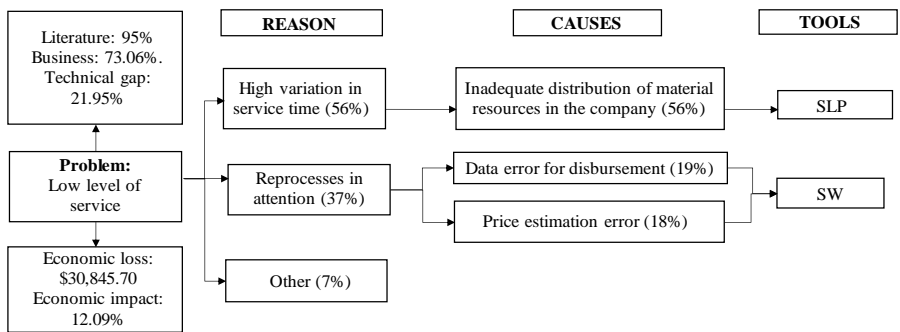 REASON
CAUSES
TOOLS
Literature: 95%
Business: 73.06%.
Technical gap:
21.95%
High variation in
service time (56%)
Inadequate distribution of material
resources in the company (56%)
SLP
Problem:
Low level of
service
Reprocesses in
attention (37%)
Data error for disbursement (19%)
Price estimation error (18%)
SW
Economic loss:
$30,845.70
Economic impact:
12.09%
Other (7%)